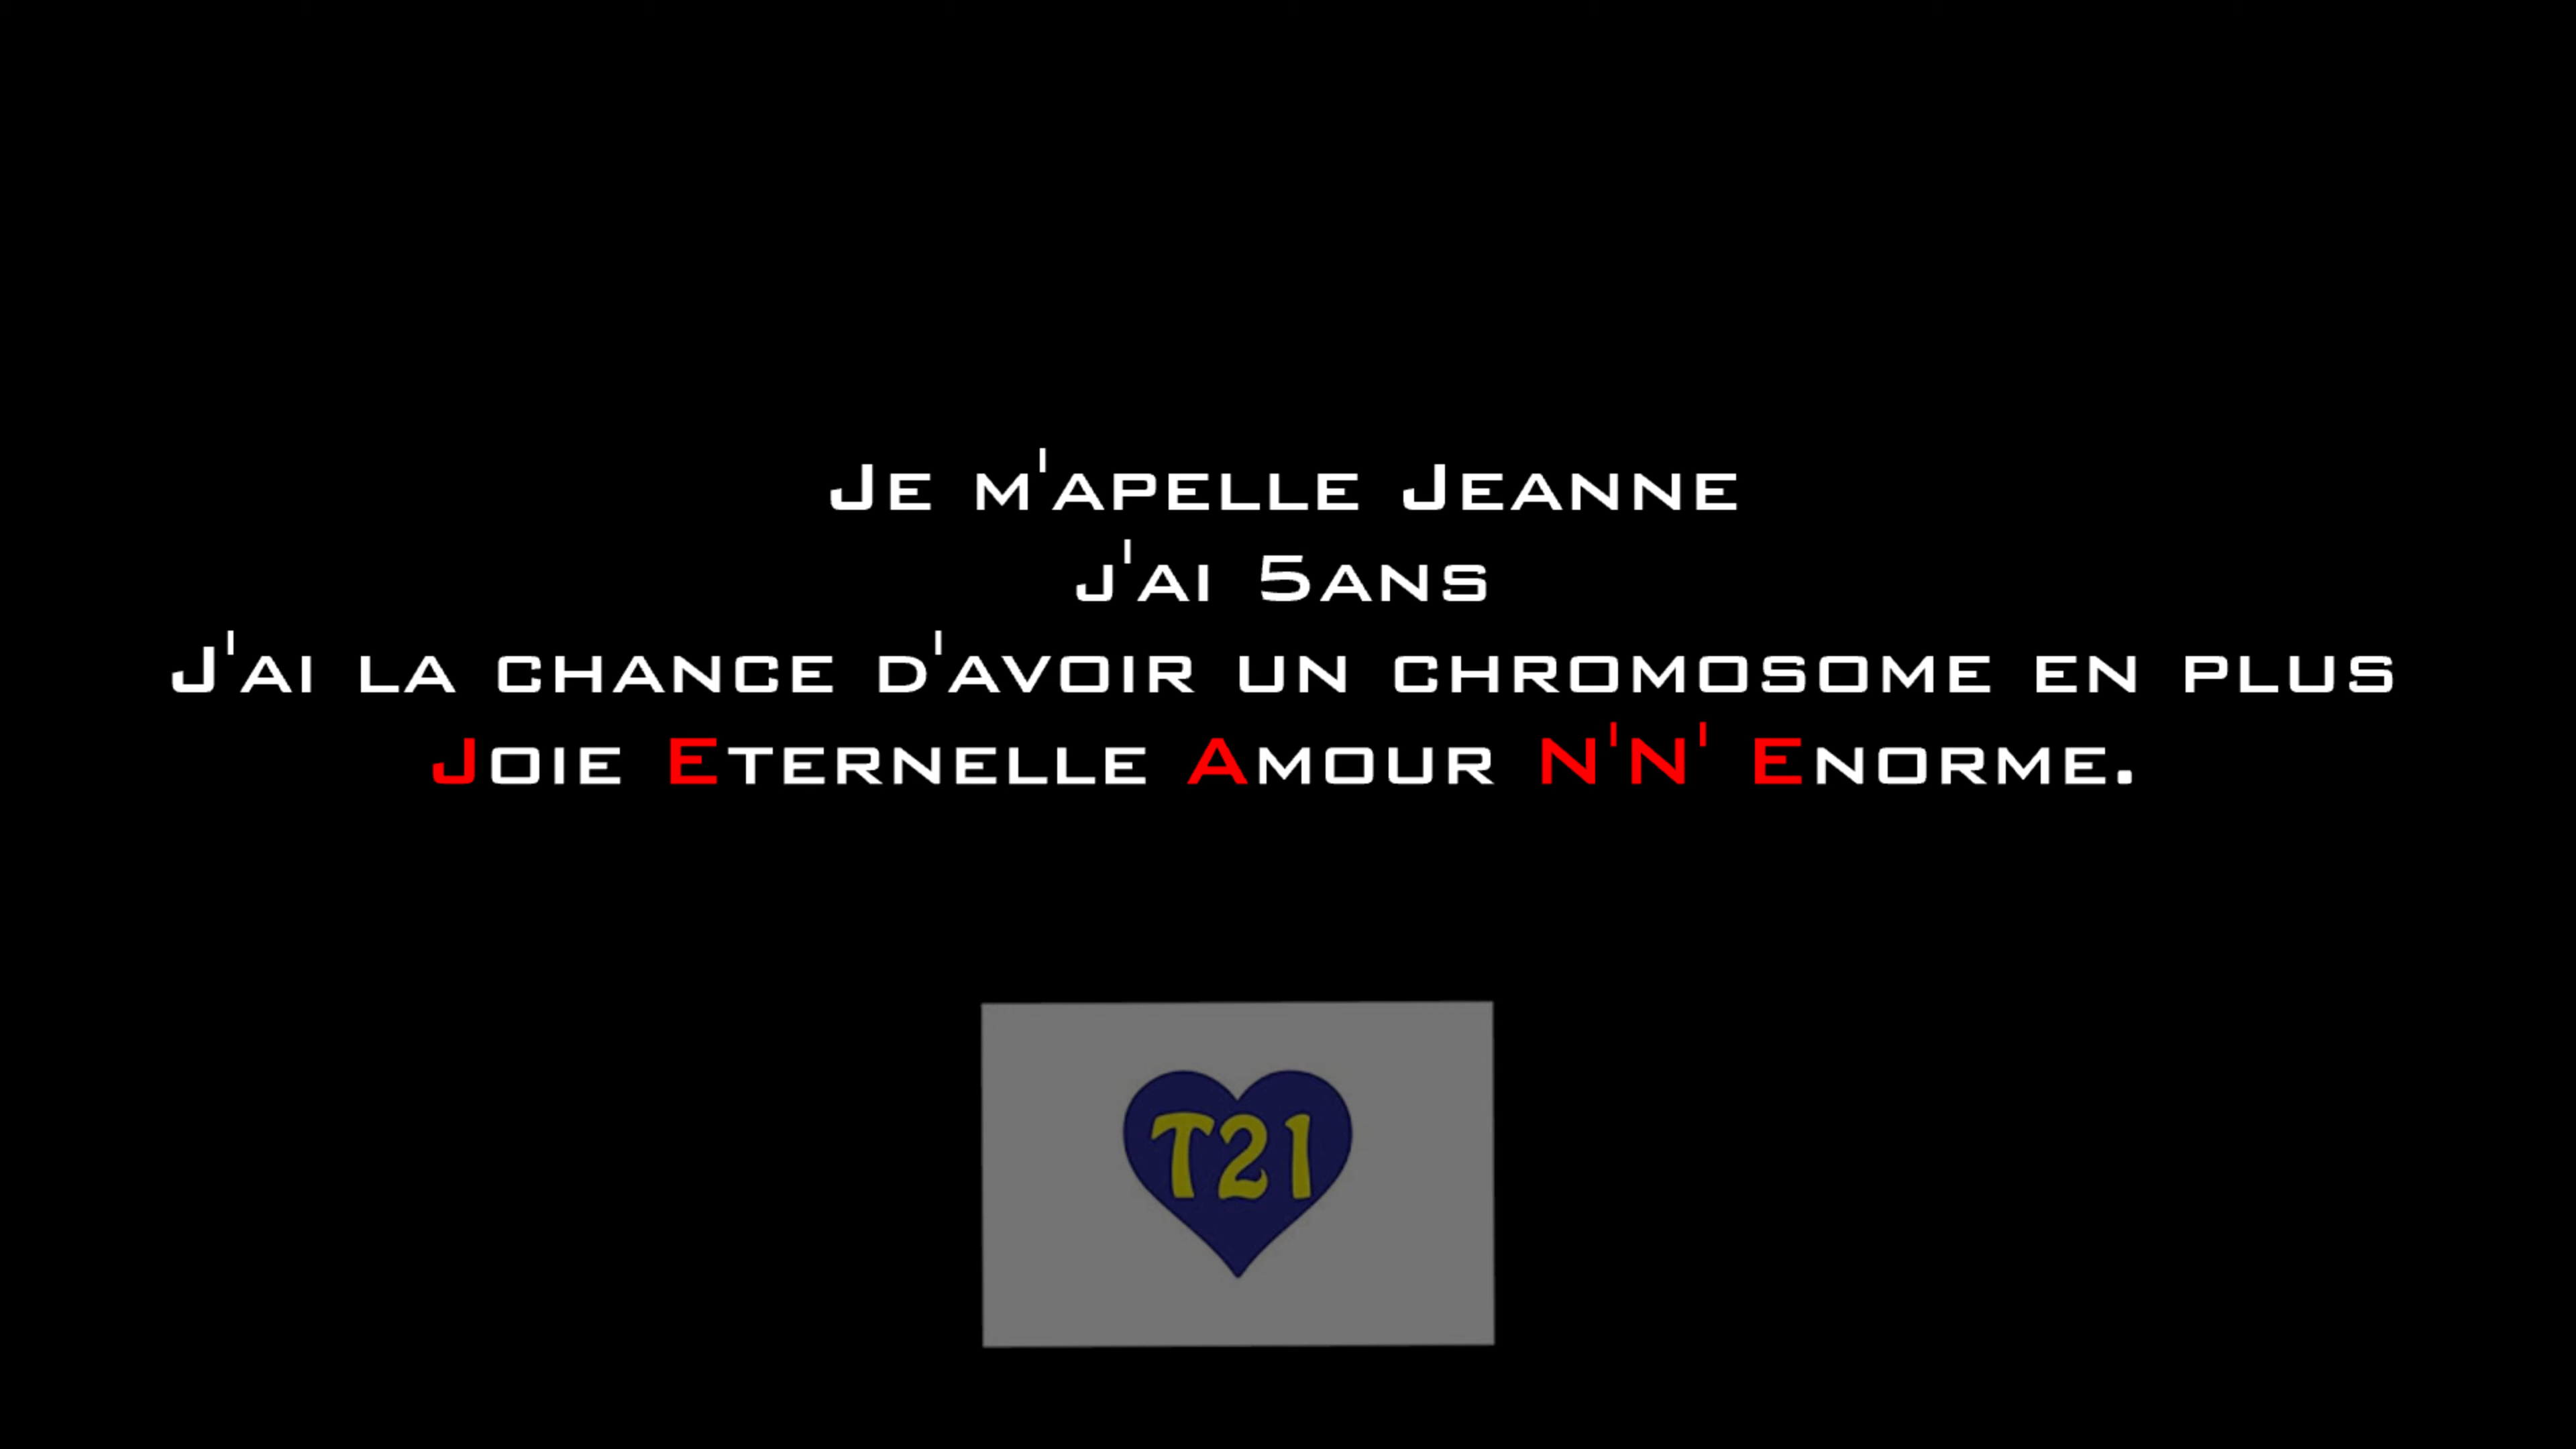 Je m'apelle Jeanne
j'ai 5ans
J'ai la chance d'avoir un chromosome en plus
Joie Eternelle Amour N'N' Enorme.
T21